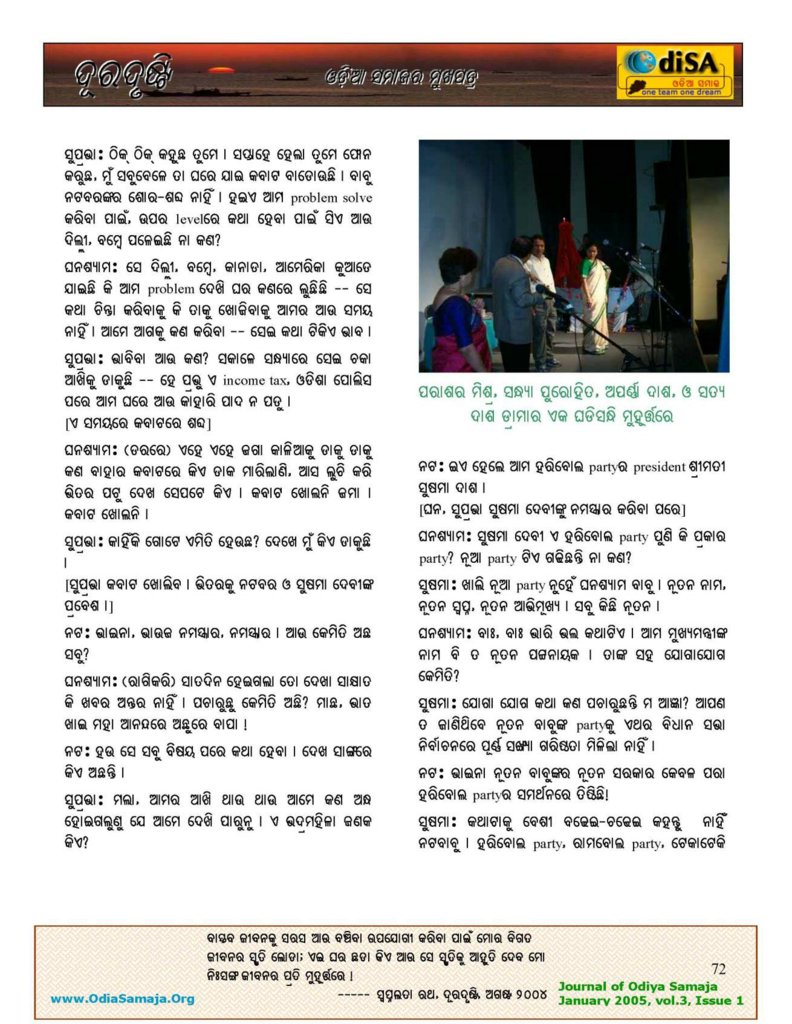 ଦୂରଦୃଷ୍ଟି
ଓଡ଼ିଆ ସମାଜର ମୁଖପତ୍ର
OdiSA
ଓଡିଆ ସମାଜ
one team one dream
ସୁପ୍ରଭା: ଠିକ୍ ଠିକ୍ କହୁଛ ତୁମେ । ସପ୍ତାହେ ହେଲା ତୁମେ ଫୋନ
କରୁଛ, ମୁଁ ସବୁବେଳେ ତା ଘରେ ଯାଇ କବାଟ ବାଡୋଉଛି । ବାବୁ
ନଟବରଙ୍କର ଶୋର-ଶବ୍ଦ ନାହିଁ । ହଇଏ ଆମ problem solve
କରିବା ପାଇଁ, ଉପର levelରେ କଥା ହେବା ପାଇଁ ସିଏ ଆଉ
ଦିଲ୍ଲୀ, ବମ୍ବେ ପଳେଇଛି ନା କଣ?
ଘନଶ୍ୟାମ: ସେ ଦିଲ୍ଲୀ, ବମ୍ବେ, କାନାଡା, ଆମେରିକା କୁଆଡେ
ଯାଇଛି କି ଆମ problem ଦେଖି ଘର କଣରେ ଲୁଛିଛି -- ସେ
କଥା ଚିନ୍ତା କରିବାକୁ କି ତାକୁ ଖୋଜିବାକୁ ଆମର ଆଉ ସମୟ
ନାହିଁ । ଆମେ ଆଗକୁ କଣ କରିବା -- ସେଇ କଥା ଟିକିଏ ଭାବ ।
ସୁପ୍ରଭା: ଭାବିବା ଆଉ କଣ? ସକାଳେ ସନ୍ଧ୍ୟାରେ ସେଇ ଚକା
ଆଖିକୁ ଡାକୁଛି -- ହେ ପ୍ରଭୁ ଏ income tax, ଓଡିଶା ପୋଲିସ
ପରେ ଆମ ଘରେ ଆଉ କାହାରି ପାଦ ନ ପଡୁ ।
[ଏ ସମୟରେ କବାଟରେ ଶବ୍ଦ]
ଘନଶ୍ୟାମ: (ଡରରେ) ଏହେ ଏହେ ଜଗା କାଳିଆକୁ ଡାକୁ ଡାକୁ
କଣ ବାହାର କବାଟରେ କିଏ ଡାକ ମାରିଲାଣି, ଆସ ଲୁଚି କରି
ଭିତର ପଟୁ ଦେଖ ସେପଟେ କିଏ । କବାଟ ଖୋଲନି ଜମା ।
କବାଟ ଖୋଲନି ।
ସୁପ୍ରଭା: କାହିଁକି ଗୋଟେ ଏମିତି ହେଉଛ? ଦେଖେ ମୁଁ କିଏ ଡାକୁଛି
।
[ସୁପ୍ରଭା କବାଟ ଖୋଲିବ । ଭିତରକୁ ନଟବର ଓ ସୁଷମା ଦେବୀଙ୍କ
ପ୍ରବେଶ ।]
ନଟ: ଭାଇନା, ଭାଉଜ ନମସ୍କାର, ନମସ୍କାର । ଆଉ କେମିତି ଅଛ
ସବୁ?
ଘନଶ୍ୟାମ: (ରାଗିକରି) ସାତଦିନ ହେଇଗଲା ତୋ ଦେଖା ସାକ୍ଷାତ
କି ଖବର ଅନ୍ତର ନାହିଁ । ପଚାରୁଛୁ କେମିତି ଅଛି? ମାଛ, ଭାତ
ଖାଇ ମହା ଆନନ୍ଦରେ ଅଛୁରେ ବାପା !
ନଟ: ହଉ ସେ ସବୁ ବିଷୟ ପରେ କଥା ହେବା । ଦେଖ ସାଙ୍ଗରେ
କିଏ ଅଛନ୍ତି ।
ସୁପ୍ରଭା: ମଲା, ଆମର ଆଖି ଥାଉ ଥାଉ ଆମେ କଣ ଅନ୍ଧ
ହୋଇଗଲୁଣୁ ଯେ ଆମେ ଦେଖି ପାରୁନୁ । ଏ ଭଦ୍ରମହିଳା ଜଣକ
କିଏ?
ପରାଶର ମିଶ୍ର, ସନ୍ଧ୍ୟା ପୁରୋହିତ, ଅପର୍ଣ୍ଣା ଦାଶ, ଓ ସତ୍ୟ
ଦାଶ ଡ୍ରାମାର ଏକ ଘଡିସନ୍ଧି ମୁହୂର୍ତ୍ତରେ
ନଟ: ଇଏ ହେଲେ ଆମ ହରିବୋଲ partyର president ଶ୍ରୀମତୀ
ସୁଷମା ଦାଶ ।
[ଘନ, ସୁପ୍ରଭା ସୁଷମା ଦେବୀଙ୍କୁ ନମସ୍କାର କରିବା ପରେ]
ଘନଶ୍ୟାମ: ସୁଷମା ଦେବୀ ଏ ହରିବୋଲ party ପୁଣି କି ପ୍ରକାର
party? ନୂଆ party ଟିଏ ଗଢିଛନ୍ତି ନା କଣ?
ସୁଷମା: ଖାଲି ନୂଆ party ନୁହେଁ ଘନଶ୍ୟାମ ବାବୁ । ନୂତନ ନାମ,
ନୂତନ ସ୍ୱପ୍ନ, ନୂତନ ଆଭିମୂଖ୍ୟ । ସବୁ କିଛି ନୂତନ ।
ଘନଶ୍ୟାମ: ବାଃ, ବାଃ ଭାରି ଭଲ କଥାଟିଏ । ଆମ ମୁଖ୍ୟମନ୍ତ୍ରୀଙ୍କ
ନାମ ବି ତ ନୂତନ ପଟ୍ଟନାୟକ । ତାଙ୍କ ସହ ଯୋଗାଯୋଗ
କେମିତି?
ସୁଷମା: ଯୋଗା ଯୋଗ କଥା କଣ ପଚାରୁଛନ୍ତି ମ ଆଜ୍ଞା? ଆପଣ
ତ ଜାଣିଥିବେ ନୂତନ ବାବୁଙ୍କ partyକୁ ଏଥର ବିଧାନ ସଭା
ନିର୍ବାଚନରେ ପୂର୍ଣ୍ଣ ସଂଖ୍ୟା ଗରିଷ୍ଠତା ମିଳିଲା ନାହିଁ ।
ନଟ: ଭାଇନା ନୂତନ ବାବୁଙ୍କର ନୂତନ ସରକାର କେବଳ ପରା
ହରିବୋଲ partyର ସମର୍ଥନରେ ତିଷ୍ଠିଛି!
ସୁଷମା: କଥାଟାକୁ ବେଶୀ ବଢେଇ-ଚଢେଇ କହନ୍ତୁ ନାହିଁ
ନଟବାବୁ । ହରିବୋଲ party, ରାମବୋଲ party, ଟେକାଟେକି
ବାସ୍ତବ ଜୀବନକୁ ସରସ ଆଉ ବଞ୍ଚିବା ଉପଯୋଗୀ କରିବା ପାଇଁ ମୋର ବିଗତ
ଜୀବନର ସ୍ମୃତି ଲୋଡା; ଏଇ ଘର ଛଡା କିଏ ଆଉ ସେ ସ୍ମୃତିକୁ ଆହୁତି ଦେବ ମୋ
ନିଃସଙ୍ଗ ଜୀବନର ପ୍ରତି ମୁହୂର୍ତ୍ତରେ !
----- ସ୍ୱପ୍ନଲତା ରଥ, ଦୂରଦୃଷ୍ଟି, ଅଗଷ୍ଟ ୨୦୦୪
72
www.OdiaSamaja.Org
Journal of Odiya Samaja
January 2005, vol.3, Issue 1